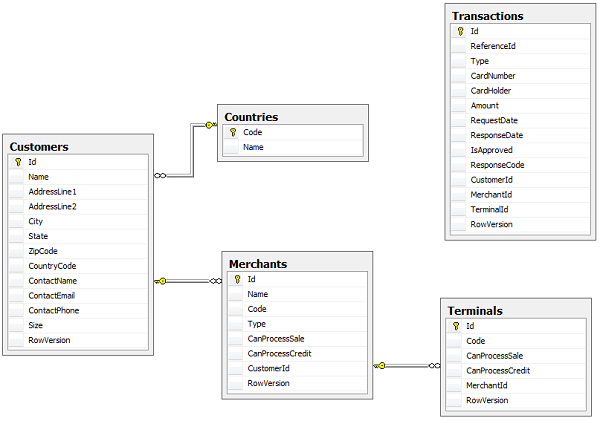 Transactions
Id
ReferenceId
Type
CardNumber
CardHolder
Amount
RequestDate
ResponseDate
IsApproved
ResponseCode
CustomerId
MerchantId
TerminalId
RowVersion
Countries
Code
Name
Customers
Id
Name
AddressLine1
AddressLine2
City
State
ZipCode
CountryCode
ContactName
ContactEmail
ContactPhone
Size
RowVersion
Merchants
Id
Name
Code
Type
CanProcessSale
CanProcessCredit
CustomerId
RowVersion
Terminals
Id
Code
CanProcessSale
CanProcessCredit
MerchantId
RowVersion